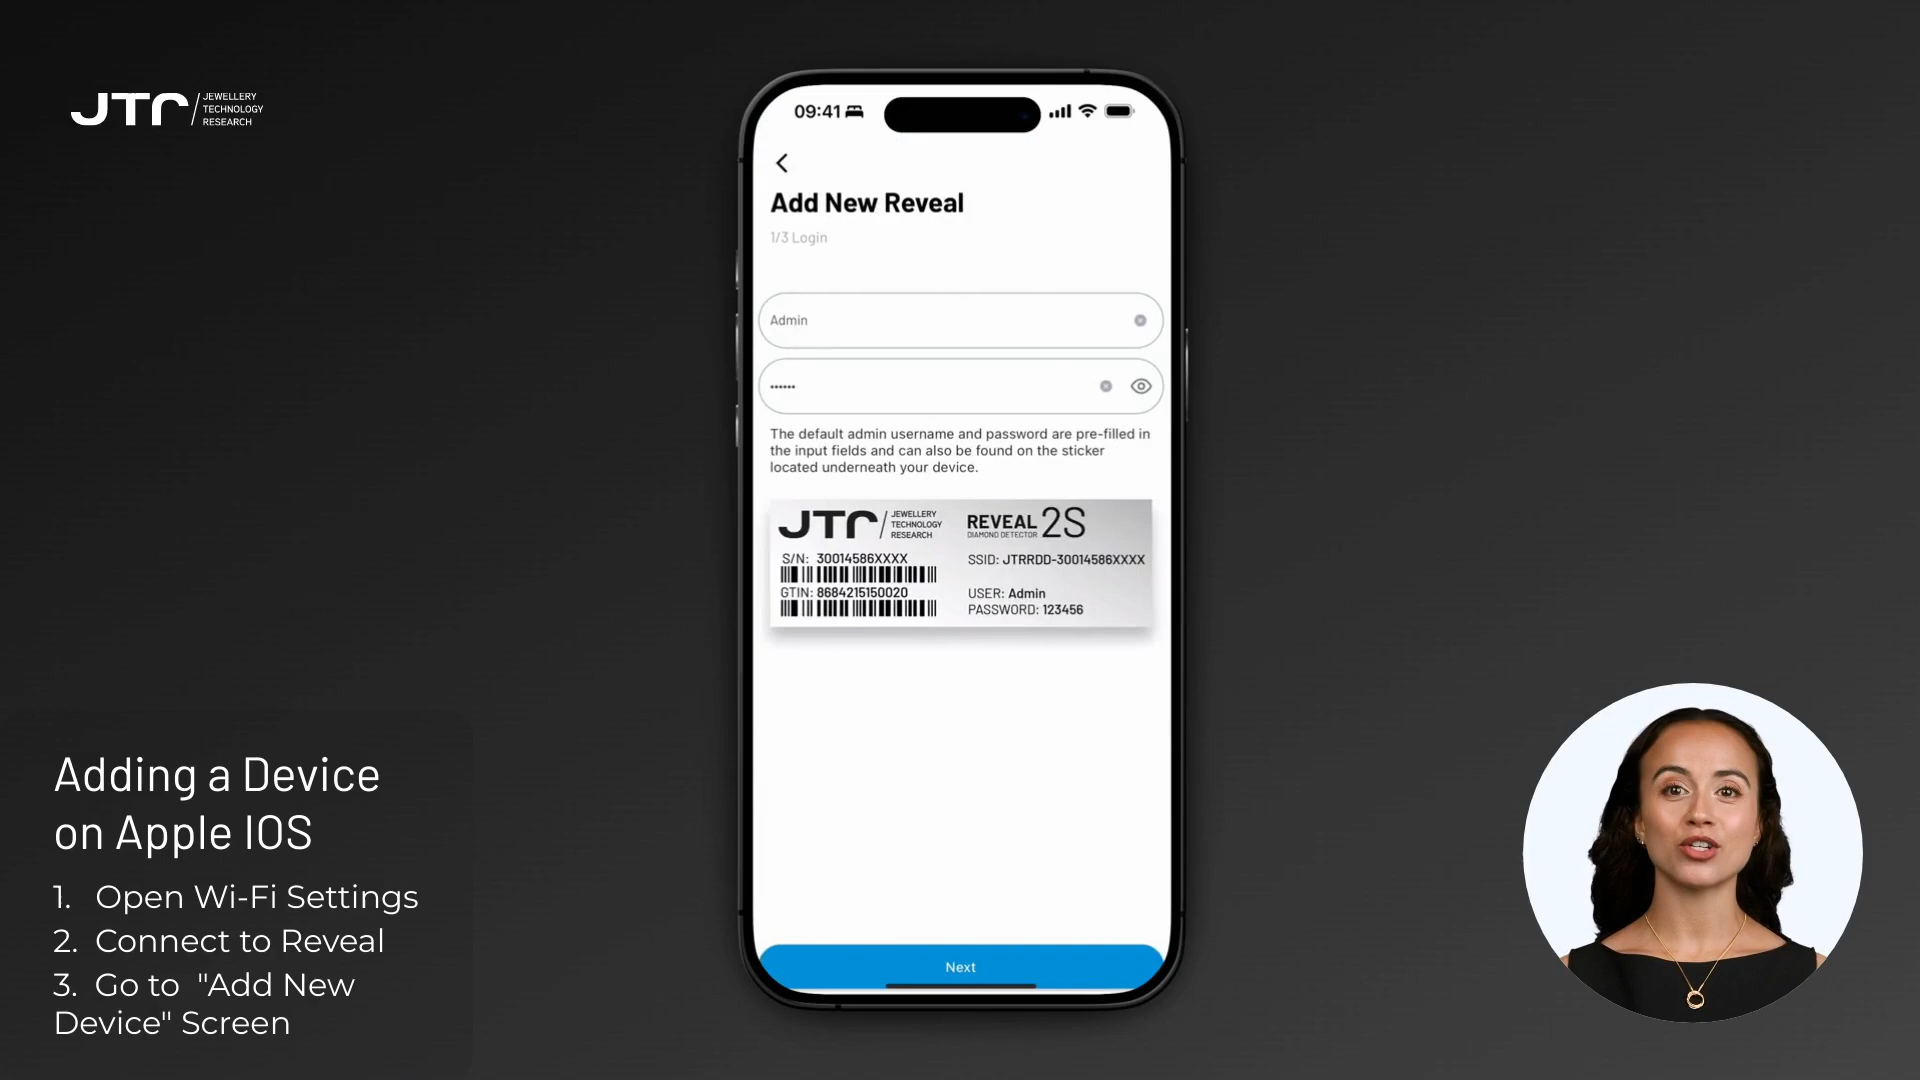 JTR
JEWELLERY
TECHNOLOGY
RESEARCH
09:41
Add New Reveal
1/3 Login
Admin
••••••
The default admin username and password are pre-filled in
the input fields and can also be found on the sticker
located underneath your device.
JTR
JEWELLERY
TECHNOLOGY
RESEARCH
REVEAL 2S
DIAMOND DETECTOR
S/N: 30014586XXXX
SSID: JTRRDD-30014586XXXX
GTIN: 8684215150020
USER: Admin
PASSWORD: 123456
Next
Adding a Device
on Apple IOS
1. Open Wi-Fi Settings
2. Connect to Reveal
3. Go to "Add New
Device" Screen